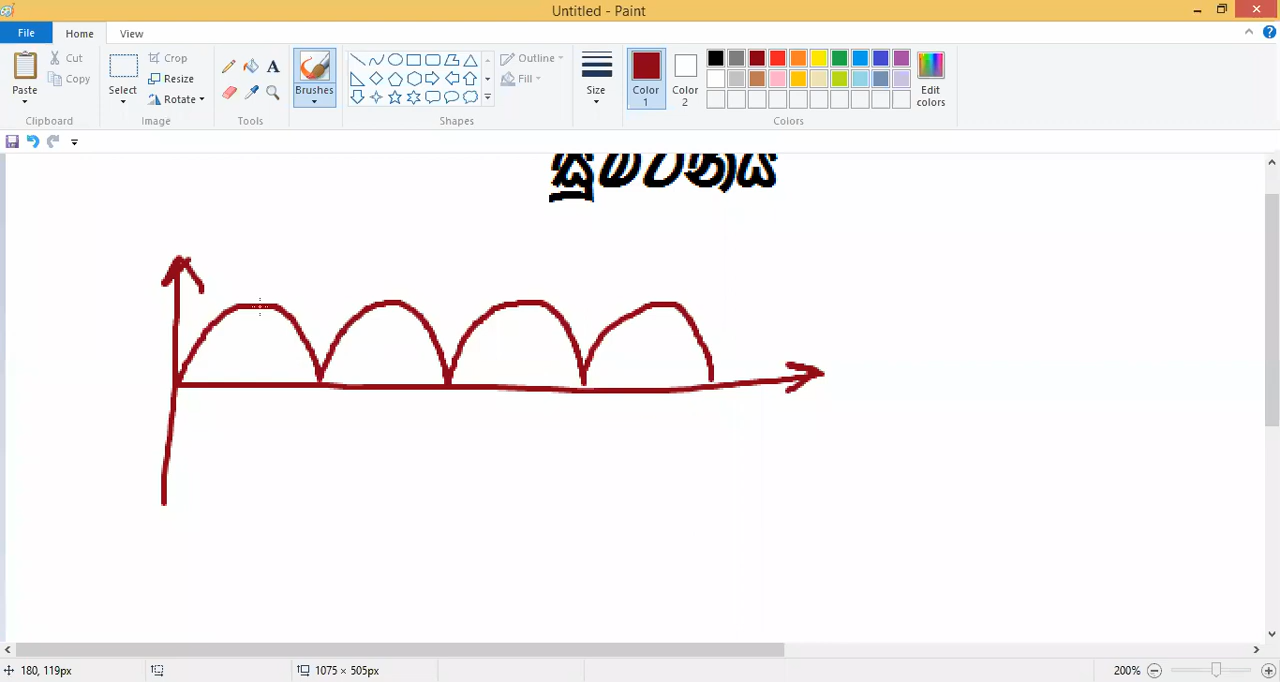 Untitled - Paint
File
Home
View
Paste
Cut
Copy
Clipboard
Select
Crop
Resize
Rotate
Image
Tools
Brushes
Shapes
Outline
Fill
Size
Color
1
Color
2
Edit
colors
Colors
සුමටනය
180, 119px
1075 × 505px
200%